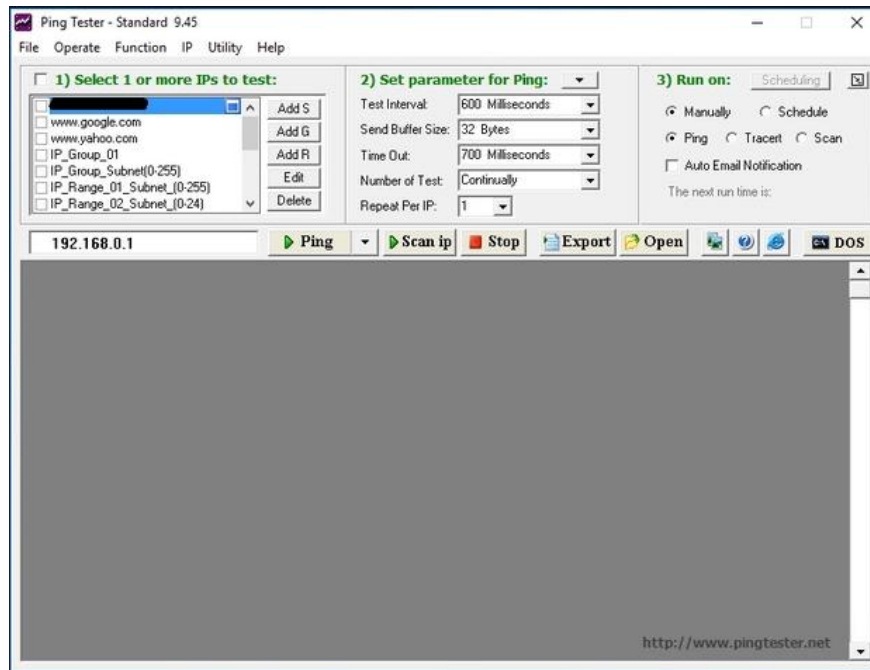 Ping Tester - Standard 9.45
File Operate Function IP Utility Help
1) Select 1 or more IPs to test:
www.google.com
www.yahoo.com
IP_Group_01
IP_Group_Subnet(0-255)
IP_Range_01_Subnet_(0-255)
IP_Range_02_Subnet_(0-24)
Add S
Add G
Add R
Edit
Delete
2) Set parameter for Ping:
Test Interval: 600 Milliseconds
Send Buffer Size: 32 Bytes
Time Out: 700 Milliseconds
Number of Test: Continually
Repeat Per IP: 1
3) Run on: Scheduling
Manually Schedule
Ping Tracert Scan
Auto Email Notification
The next run time is:
192.168.0.1 Ping Scan ip Stop Export Open DOS
http://www.pingtester.net